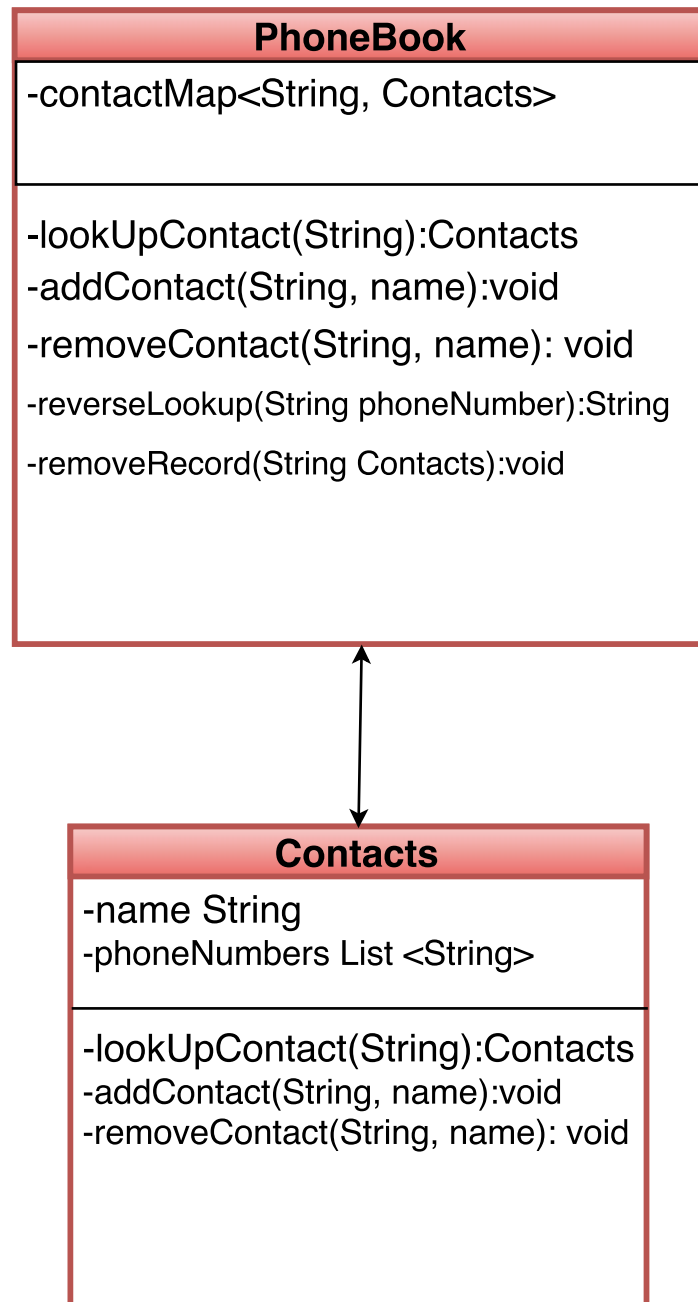 PhoneBook
-contactMap<String, Contacts>
-lookUpContact(String):Contacts
-addContact(String, name):void
-removeContact(String, name): void
-reverseLookup(String phoneNumber):String
-removeRecord(String Contacts):void
Contacts
-name String
-phoneNumbers List <String>
-lookUpContact(String):Contacts
-addContact(String, name):void
-removeContact(String, name): void